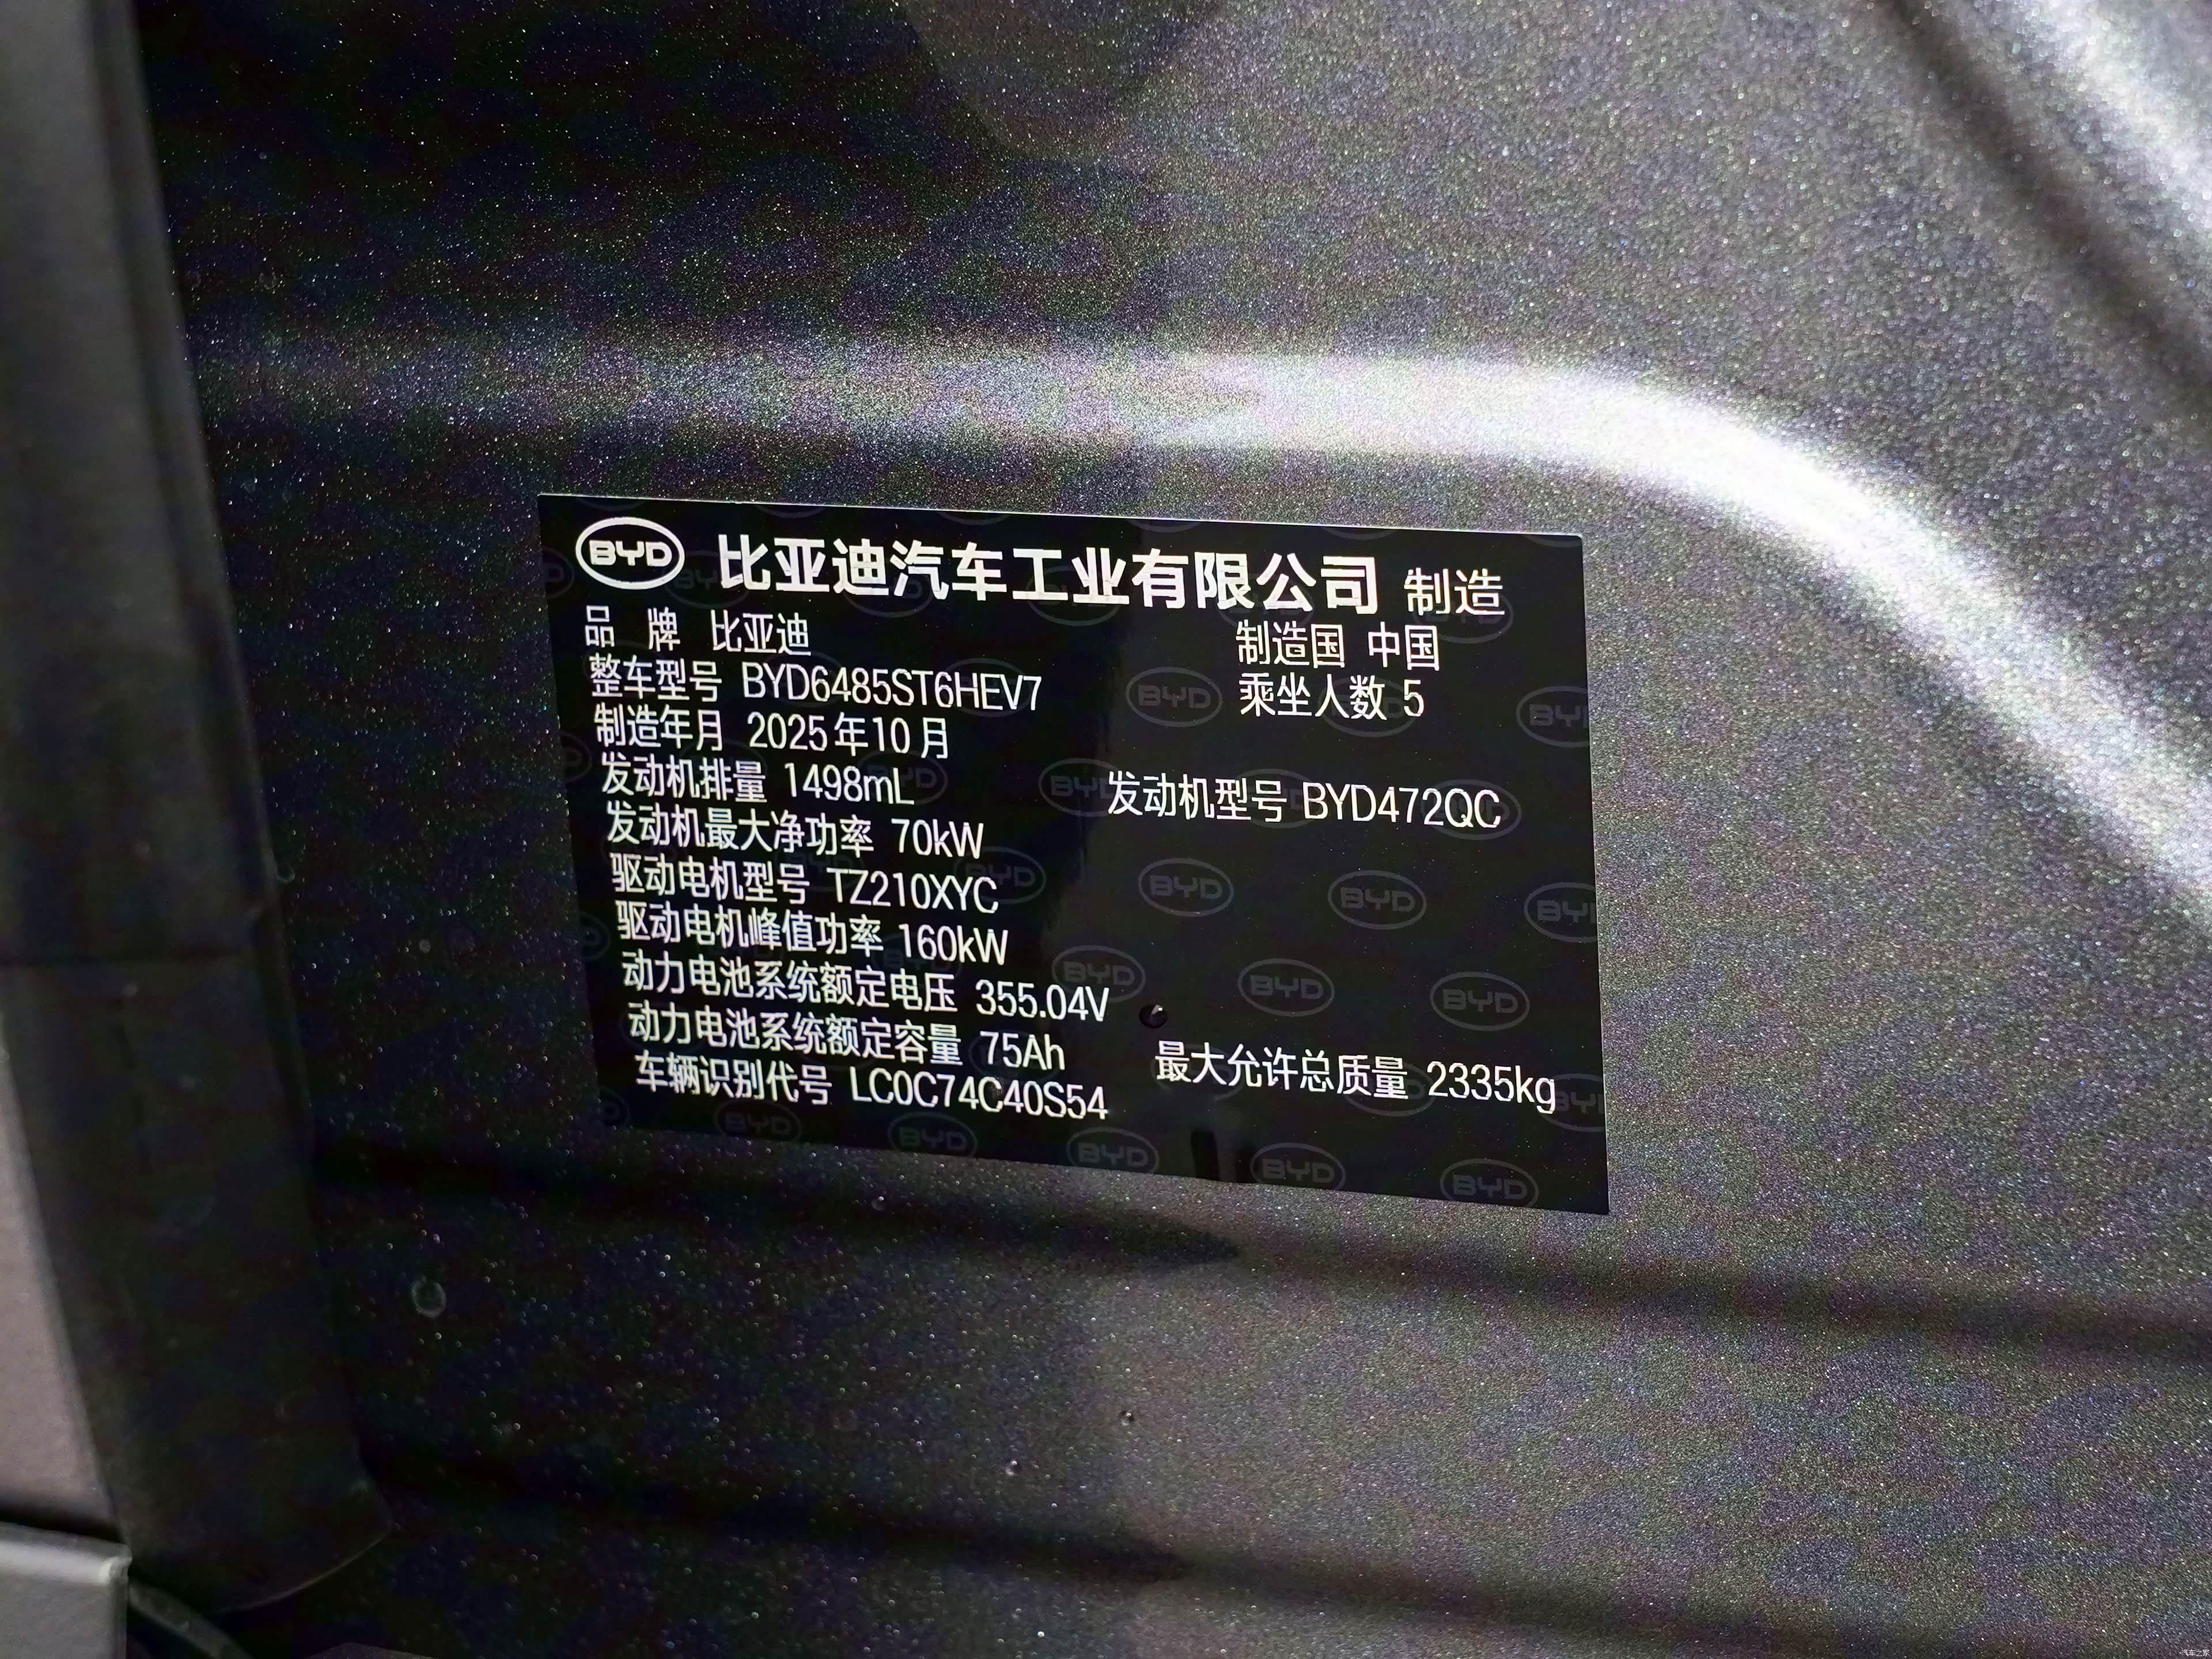 BYD 比亚迪汽车工业有限公司 制造
品 牌 比亚迪 制造国 中国
整车型号 BYD6485ST6HEV7 乘坐人数 5
制造年月 2025年10月
发动机排量 1498mL 发动机型号 BYD472QC
发动机最大净功率 70kW
驱动电机型号 TZ210XYC
驱动电机峰值功率 160kW
动力电池系统额定电压 355.04V
动力电池系统额定容量 75Ah 最大允许总质量 2335kg
车辆识别代号 LC0C74C40S54
汽车之家